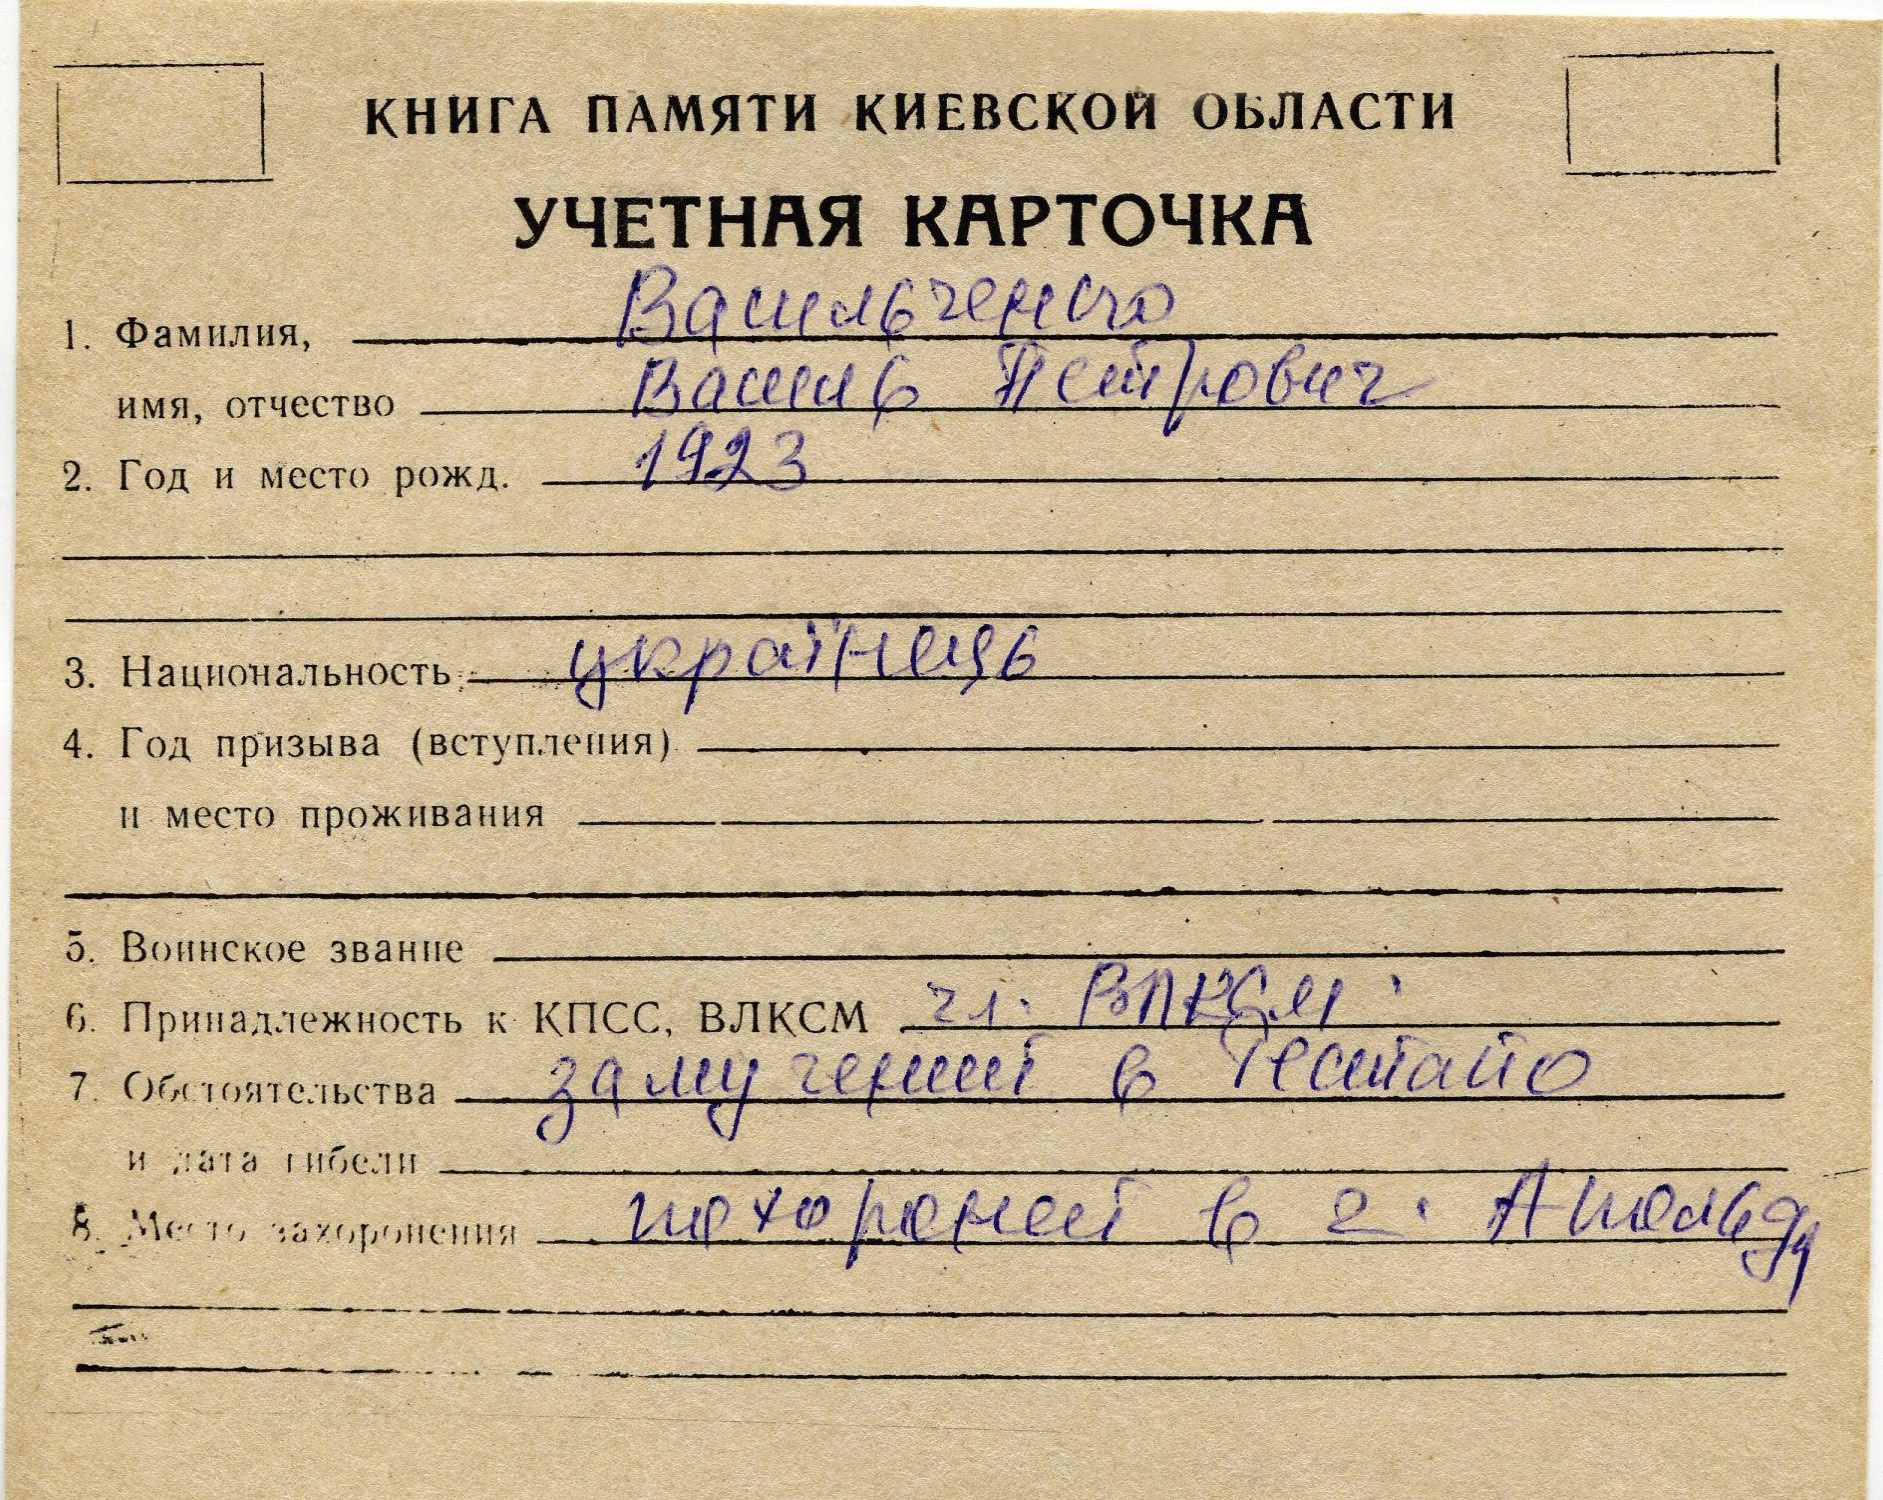 КНИГА ПАМЯТИ КИЕВСКОЙ ОБЛАСТИ
УЧЕТНАЯ КАРТОЧКА
1. Фамилия, Васильченко
имя, отчество Василь Петрович
2. Год и место рожд. 1923
3. Национальность українець
4. Год призыва (вступления)
и место проживания
5. Воинское звание
6. Принадлежность к КПСС, ВЛКСМ чл. ВЛКСМ.
7. Обстоятельства замучений в Гестапо
и дата гибели
8. Место захоронения похоронен в г. Апольда